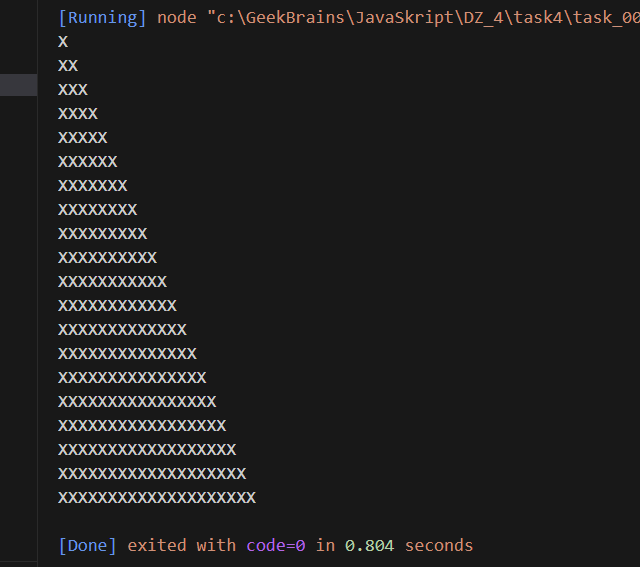 [Running] node "c:\GeekBrains\JavaSkript\DZ_4\task4\task_00
x
xx
xxx
xxxx
xxxxx
xxxxxx
xxxxxxx
xxxxxxxx
xxxxxxxxx
xxxxxxxxxx
xxxxxxxxxxx
xxxxxxxxxxxx
xxxxxxxxxxxxx
xxxxxxxxxxxxxx
xxxxxxxxxxxxxxx
xxxxxxxxxxxxxxxx
xxxxxxxxxxxxxxxxx
xxxxxxxxxxxxxxxxxx
xxxxxxxxxxxxxxxxxxx
xxxxxxxxxxxxxxxxxxxx
[Done] exited with code=0 in 0.804 seconds